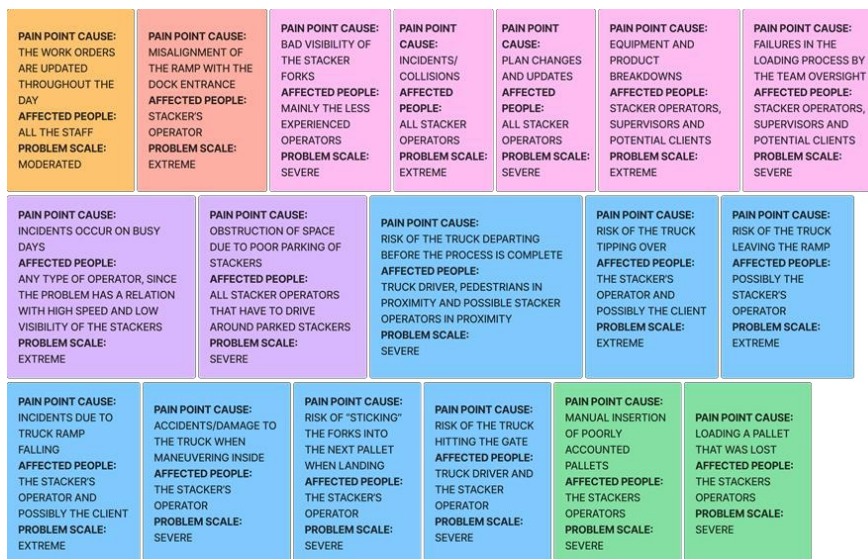 PAIN POINT CAUSE:
THE WORK ORDERS
ARE UPDATED
THROUGHOUT THE
DAY
AFFECTED PEOPLE:
ALL THE STAFF
PROBLEM SCALE:
MODERATED
PAIN POINT CAUSE:
MISALIGNMENT OF
THE RAMP WITH THE
DOCK ENTRANCE
AFFECTED PEOPLE:
STACKER'S
OPERATOR
PROBLEM SCALE:
EXTREME
PAIN POINT CAUSE:
BAD VISIBILITY OF
THE STACKER
FORKS
AFFECTED PEOPLE:
MAINLY THE LESS
EXPERIENCED
OPERATORS
PROBLEM SCALE:
SEVERE
PAIN POINT
CAUSE:
INCIDENTS/
COLLISIONS
AFFECTED
PEOPLE:
ALL STACKER
OPERATORS
PROBLEM SCALE:
EXTREME
PAIN POINT
CAUSE:
PLAN CHANGES
AND UPDATES
AFFECTED
PEOPLE:
ALL STACKER
OPERATORS
PROBLEM SCALE:
SEVERE
PAIN POINT CAUSE:
EQUIPMENT AND
PRODUCT
BREAKDOWNS
AFFECTED PEOPLE:
STACKER OPERATORS,
SUPERVISORS AND
POTENTIAL CLIENTS
PROBLEM SCALE:
EXTREME
PAIN POINT CAUSE:
FAILURES IN THE
LOADING PROCESS BY
THE TEAM OVERSIGHT
AFFECTED PEOPLE:
STACKER OPERATORS,
SUPERVISORS AND
POTENTIAL CLIENTS
PROBLEM SCALE:
SEVERE
PAIN POINT CAUSE:
INCIDENTS OCCUR ON BUSY
DAYS
AFFECTED PEOPLE:
ANY TYPE OF OPERATOR, SINCE
THE PROBLEM HAS A RELATION
WITH HIGH SPEED AND LOW
VISIBILITY OF THE STACKERS
PROBLEM SCALE:
EXTREME
PAIN POINT CAUSE:
OBSTRUCTION OF SPACE
DUE TO POOR PARKING OF
STACKERS
AFFECTED PEOPLE:
ALL STACKER OPERATORS
THAT HAVE TO DRIVE
AROUND PARKED STACKERS
PROBLEM SCALE:
SEVERE
PAIN POINT CAUSE:
RISK OF THE TRUCK DEPARTING
BEFORE THE PROCESS IS COMPLETE
AFFECTED PEOPLE:
TRUCK DRIVER, PEDESTRIANS IN
PROXIMITY AND POSSIBLE STACKER
OPERATORS IN PROXIMITY
PROBLEM SCALE:
SEVERE
PAIN POINT CAUSE:
RISK OF THE TRUCK
TIPPING OVER
AFFECTED PEOPLE:
THE STACKER'S
OPERATOR AND
POSSIBLY THE CLIENT
PROBLEM SCALE:
EXTREME
PAIN POINT CAUSE:
RISK OF THE TRUCK
LEAVING THE RAMP
AFFECTED PEOPLE:
POSSIBLY THE
STACKER'S
OPERATOR
PROBLEM SCALE:
EXTREME
PAIN POINT CAUSE:
INCIDENTS DUE TO
TRUCK RAMP
FALLING
AFFECTED PEOPLE:
THE STACKER'S
OPERATOR AND
POSSIBLY THE CLIENT
PROBLEM SCALE:
EXTREME
PAIN POINT CAUSE:
ACCIDENTS/DAMAGE TO
THE TRUCK WHEN
MANEUVERING INSIDE
AFFECTED PEOPLE:
THE STACKER'S
OPERATOR
PROBLEM SCALE:
SEVERE
PAIN POINT CAUSE:
RISK OF "STICKING"
THE FORKS INTO
THE NEXT PALLET
WHEN LANDING
AFFECTED PEOPLE:
THE STACKER'S
OPERATOR
PROBLEM SCALE:
SEVERE
PAIN POINT CAUSE:
RISK OF THE TRUCK
HITTING THE GATE
AFFECTED PEOPLE:
TRUCK DRIVER AND
THE STACKER
OPERATOR
PROBLEM SCALE:
SEVERE
PAIN POINT CAUSE:
MANUAL INSERTION
OF POORLY
ACCOUNTED
PALLETS
AFFECTED PEOPLE:
THE STACKERS
OPERATORS
PROBLEM SCALE:
SEVERE
PAIN POINT CAUSE:
LOADING A PALLET
THAT WAS LOST
AFFECTED PEOPLE:
THE STACKERS
OPERATORS
PROBLEM SCALE:
SEVERE